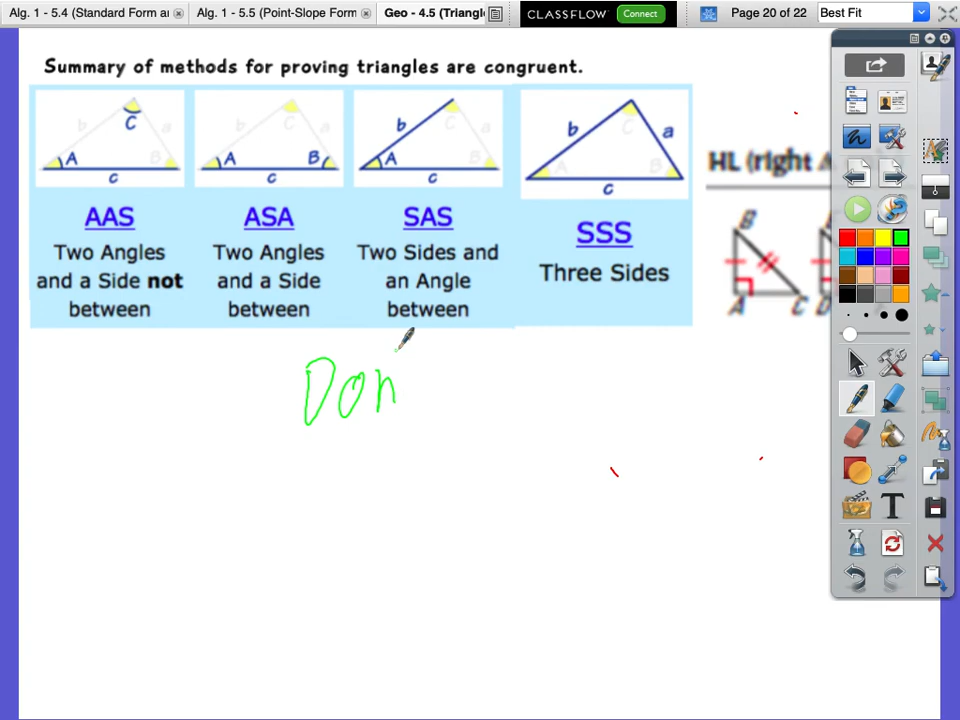 Alg. 1 - 5.4 (Standard Form ar
Alg. 1 - 5.5 (Point-Slope Form
Geo - 4.5 (Triangl
CLASSFLOW Connect
Page 20 of 22
Best Fit
Summary of methods for proving triangles are congruent.
b C a A B c
b C a A B c
b C a A B c
b C a A B c
HL (right
AAS
Two Angles
and a Side not
between
ASA
Two Angles
and a Side
between
SAS
Two Sides and
an Angle
between
SSS
Three Sides
B
A C D
Don
T